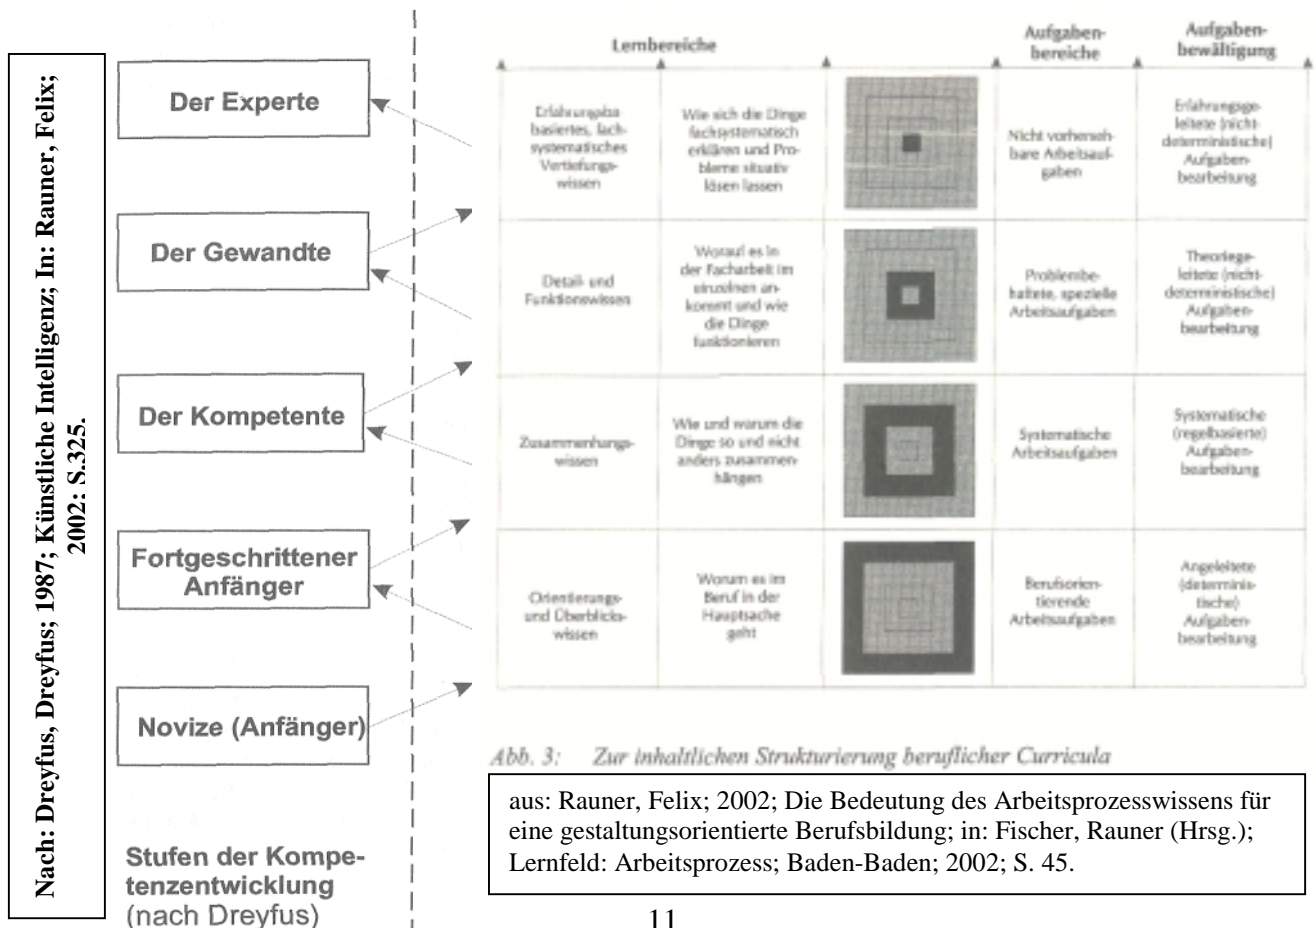 Nach: Dreyfus, Dreyfus; 1987; Künstliche Intelligenz; In: Rauner, Felix;
2002: S.325.
Der Experte
Der Gewandte
Der Kompetente
Fortgeschrittener
Anfänger
Novize (Anfänger)
Stufen der Kompe-
tenzentwicklung
(nach Dreyfus)
Lernbereiche
Aufgaben-
bereiche
Aufgaben-
bewältigung
Erfahrungsba
basiertes, fach-
systematisches
Vertiefungs-
wissen
Wie sich die Dinge
fachsystematisch
erklären und Pro-
bleme situativ
lösen lassen
Nicht vorherseh-
bare Arbeitsauf-
gaben
Erfahrungsge-
leitete (nicht-
deterministische)
Aufgaben-
bearbeitung
Detail- und
Funktionswissen
Worauf es in
der Facharbeit im
einzelnen an-
kommt und wie
die Dinge
funktionieren
Problembe-
haftete, spezielle
Arbeitsaufgaben
Theoriege-
leitete (nicht-
deterministische)
Aufgaben-
bearbeitung
Zusammenhangs-
wissen
Wie und warum die
Dinge so und nicht
anders zusammen-
hängen
Systematische
Arbeitsaufgaben
Systematische
(regelbasierte)
Aufgaben-
bearbeitung
Orientierungs-
und Überblicks-
wissen
Worum es im
Beruf in der
Hauptsache
geht
Berufsorien-
tierende
Arbeitsaufgaben
Angeleitete
(determinis-
tische)
Aufgaben-
bearbeitung
Abb. 3: Zur inhaltlichen Strukturierung beruflicher Curricula
aus: Rauner, Felix; 2002; Die Bedeutung des Arbeitsprozesswissens für
eine gestaltungsorientierte Berufsbildung; in: Fischer, Rauner (Hrsg.);
Lernfeld: Arbeitsprozess; Baden-Baden; 2002; S. 45.
11